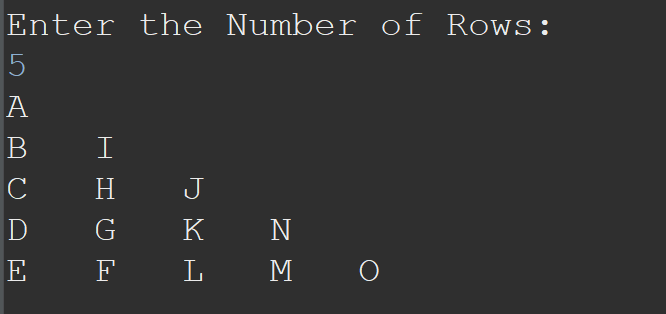 Enter the Number of Rows:
5
A
B I
C H J
D G K N
E F L M O